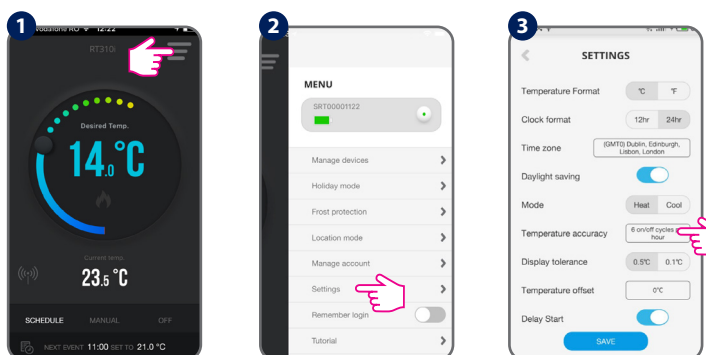 1
Vodafone RO 12:22
RT310i
Desired Temp.
14.0°C
Current temp.
23.5 °C
SCHEDULE MANUAL OFF
NEXT EVENT 11:00 SET TO 21.0 °C
2
MENU
SRT00001122
Manage devices
Holiday mode
Frost protection
Location mode
Manage account
Settings
Remember login
Tutorial
3
SETTINGS
Temperature Format °C °F
Clock format 12hr 24hr
Time zone (GMT0) Dublin, Edinburgh,
Lisbon, London
Daylight saving
Mode Heat Cool
Temperature accuracy 6 on/off cycles
hour
Display tolerance 0.5°C 0.1°C
Temperature offset 0°C
Delay Start
SAVE